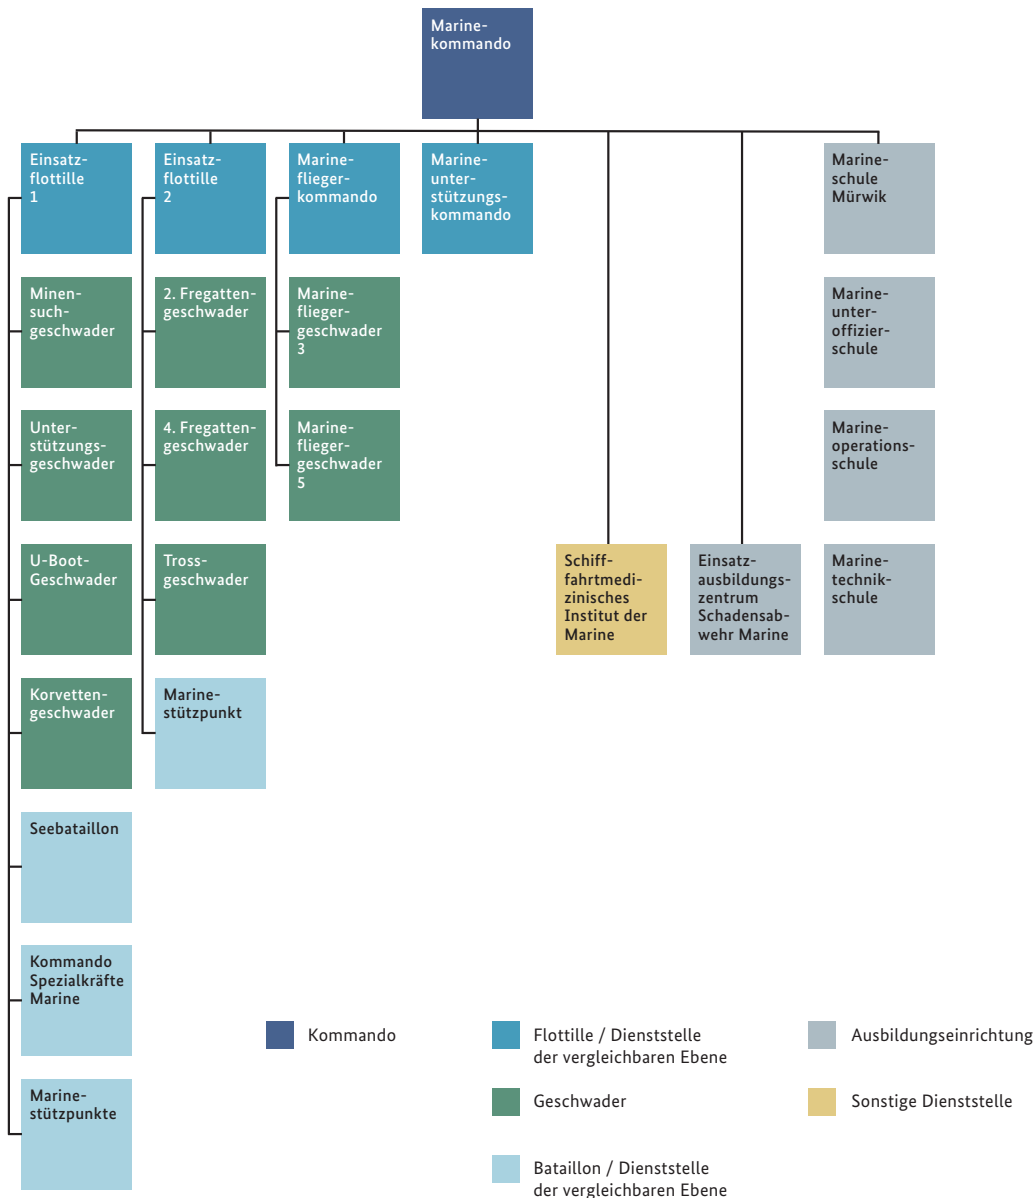 Marine-
kommando
Einsatz-
flottille
1
Einsatz-
flottille
2
Marine-
flieger-
kommando
Marine-
unter-
stützungs-
kommando
Marine-
schule
Mürwik
Minen-
such-
geschwader
2. Fregatten-
geschwader
Marine-
flieger-
geschwader
3
Marine-
unter-
offizier-
schule
Unter-
stützungs-
geschwader
4. Fregatten-
geschwader
Marine-
flieger-
geschwader
5
Marine-
operations-
schule
U-Boot-
Geschwader
Tross-
geschwader
Schiff-
fahrtmedi-
zinisches
Institut der
Marine
Einsatz-
ausbildungs-
zentrum
Schadensab-
wehr Marine
Marine-
technik-
schule
Korvetten-
geschwader
Marine-
stützpunkt
Seebataillon
Kommando
Spezialkräfte
Marine
Marine-
stützpunkte
Kommando
Flottille / Dienststelle
der vergleichbaren Ebene
Geschwader
Bataillon / Dienststelle
der vergleichbaren Ebene
Ausbildungseinrichtung
Sonstige Dienststelle